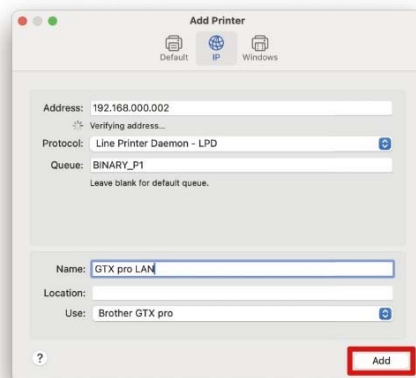 Add Printer
Default IP Windows
Address: 192.168.000.002
Verifying address...
Protocol: Line Printer Daemon - LPD
Queue: BINARY_P1
Leave blank for default queue.
Name: GTX pro LAN
Location:
Use: Brother GTX pro
? Add